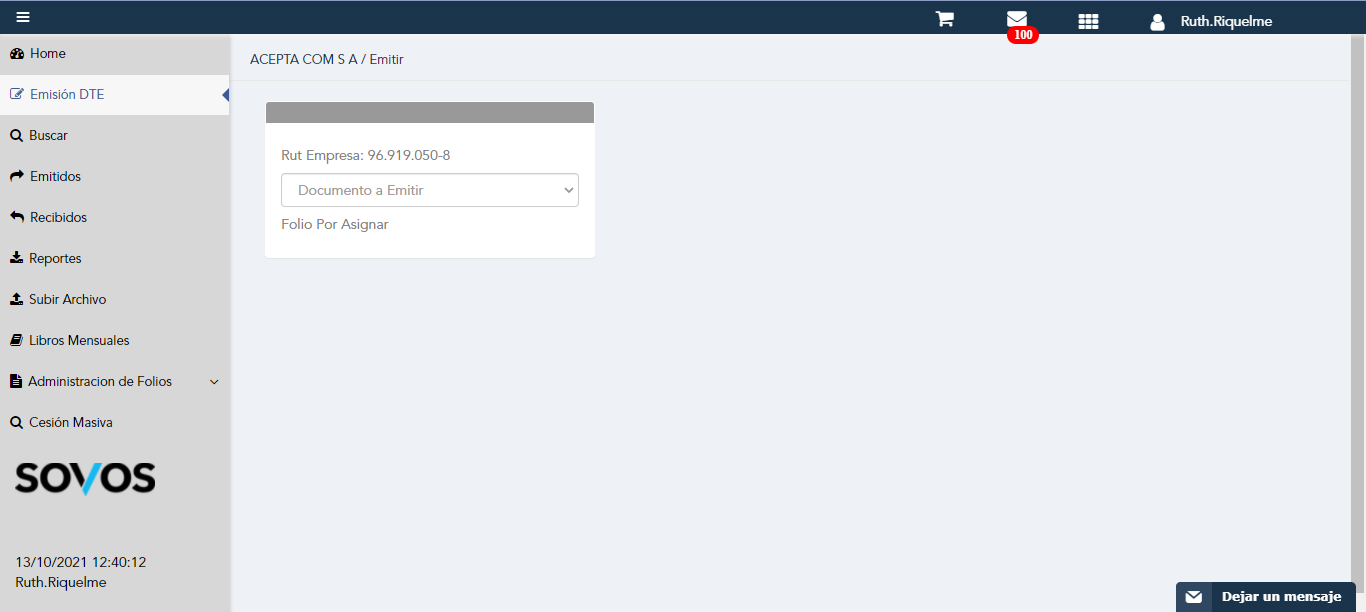 Ruth.Riquelme
100
Home
Emisión DTE
Buscar
Emitidos
Recibidos
Reportes
Subir Archivo
Libros Mensuales
Administracion de Folios
Cesión Masiva
SOVOS
13/10/2021 12:40:12
Ruth.Riquelme
ACEPTA COM S A / Emitir
Rut Empresa: 96.919.050-8
Documento a Emitir
Folio Por Asignar
Dejar un mensaje